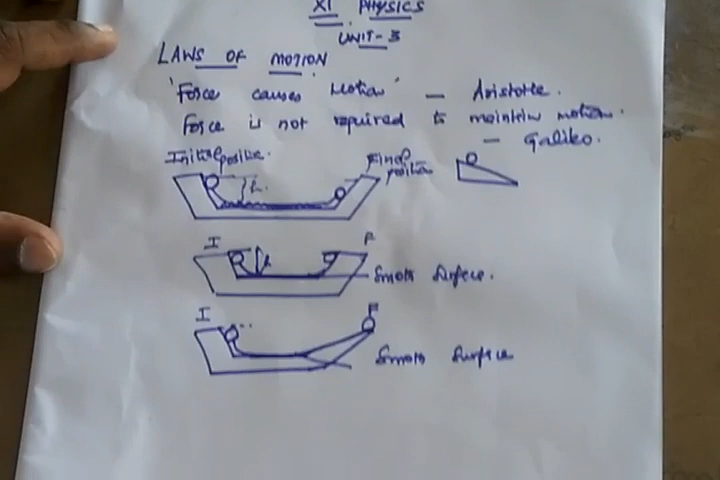 XI PHYSICS
UNIT-3
LAWS OF MOTION
"Force causes Motion" — Aristotle.
Force is not required to maintain motion.
— Galileo.
Initial position. Final position
h
I F
h Smooth Surface.
I F
Smooth Surface